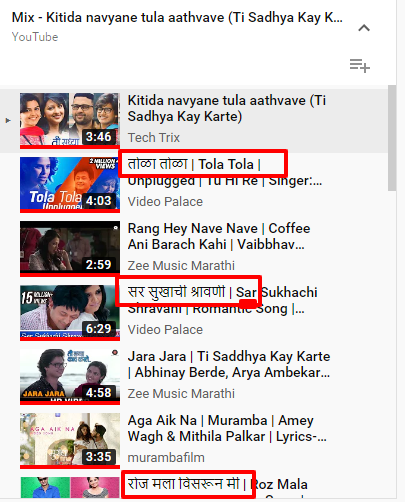 Mix - Kitida navyane tula aathvave (Ti Sadhya Kay K...
YouTube
Kitida navyane tula aathvave (Ti
Sadhya Kay Karte)
3:46
Tech Trix
तोळा तोळा | Tola Tola |
Unplugged | Tu Hi Re | Singer:...
2 MILLION+
VIEWS
TOLA TOLA
Unplugged
4:03
Video Palace
Rang Hey Nave Nave | Coffee
Ani Barach Kahi | Vaibbhav...
2:59
Zee Music Marathi
सर सुखाची श्रावणी | Sar Sukhachi
Shravani | Romantic Song |...
15
MILLION+
VIEWS
6:29
Video Palace
Jara Jara | Ti Saddhya Kay Karte
| Abhinay Berde, Arya Ambekar...
JARA JARA
4:58
Zee Music Marathi
Aga Aik Na | Muramba | Amey
Wagh & Mithila Palkar | Lyrics-...
AGA AIK NA
3:35
murambafilm
रोज मला विसरून मी | Roz Mala